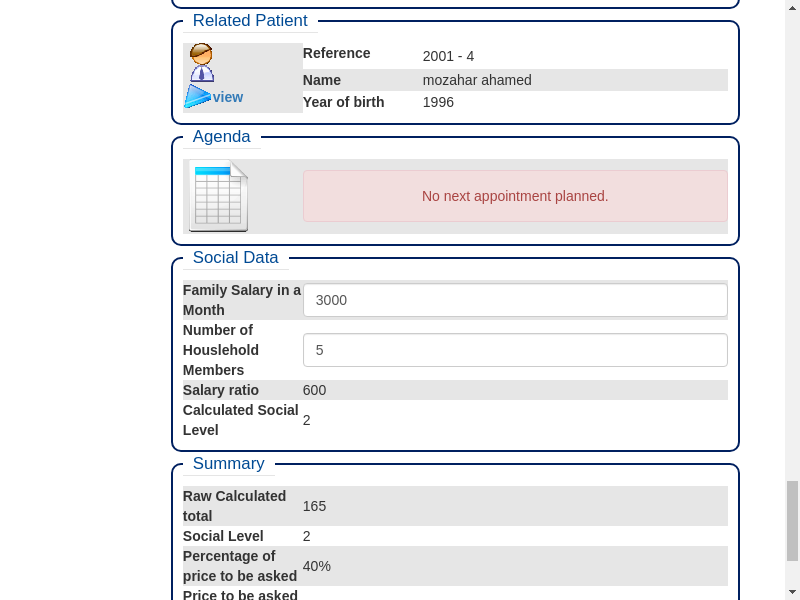 Related Patient
view
Reference 2001 - 4
Name mozahar ahamed
Year of birth 1996
Agenda
No next appointment planned.
Social Data
Family Salary in a
Month
3000
Number of
Houslehold
Members
5
Salary ratio 600
Calculated Social
Level
2
Summary
Raw Calculated
total
165
Social Level 2
Percentage of
price to be asked
40%
Price to be asked